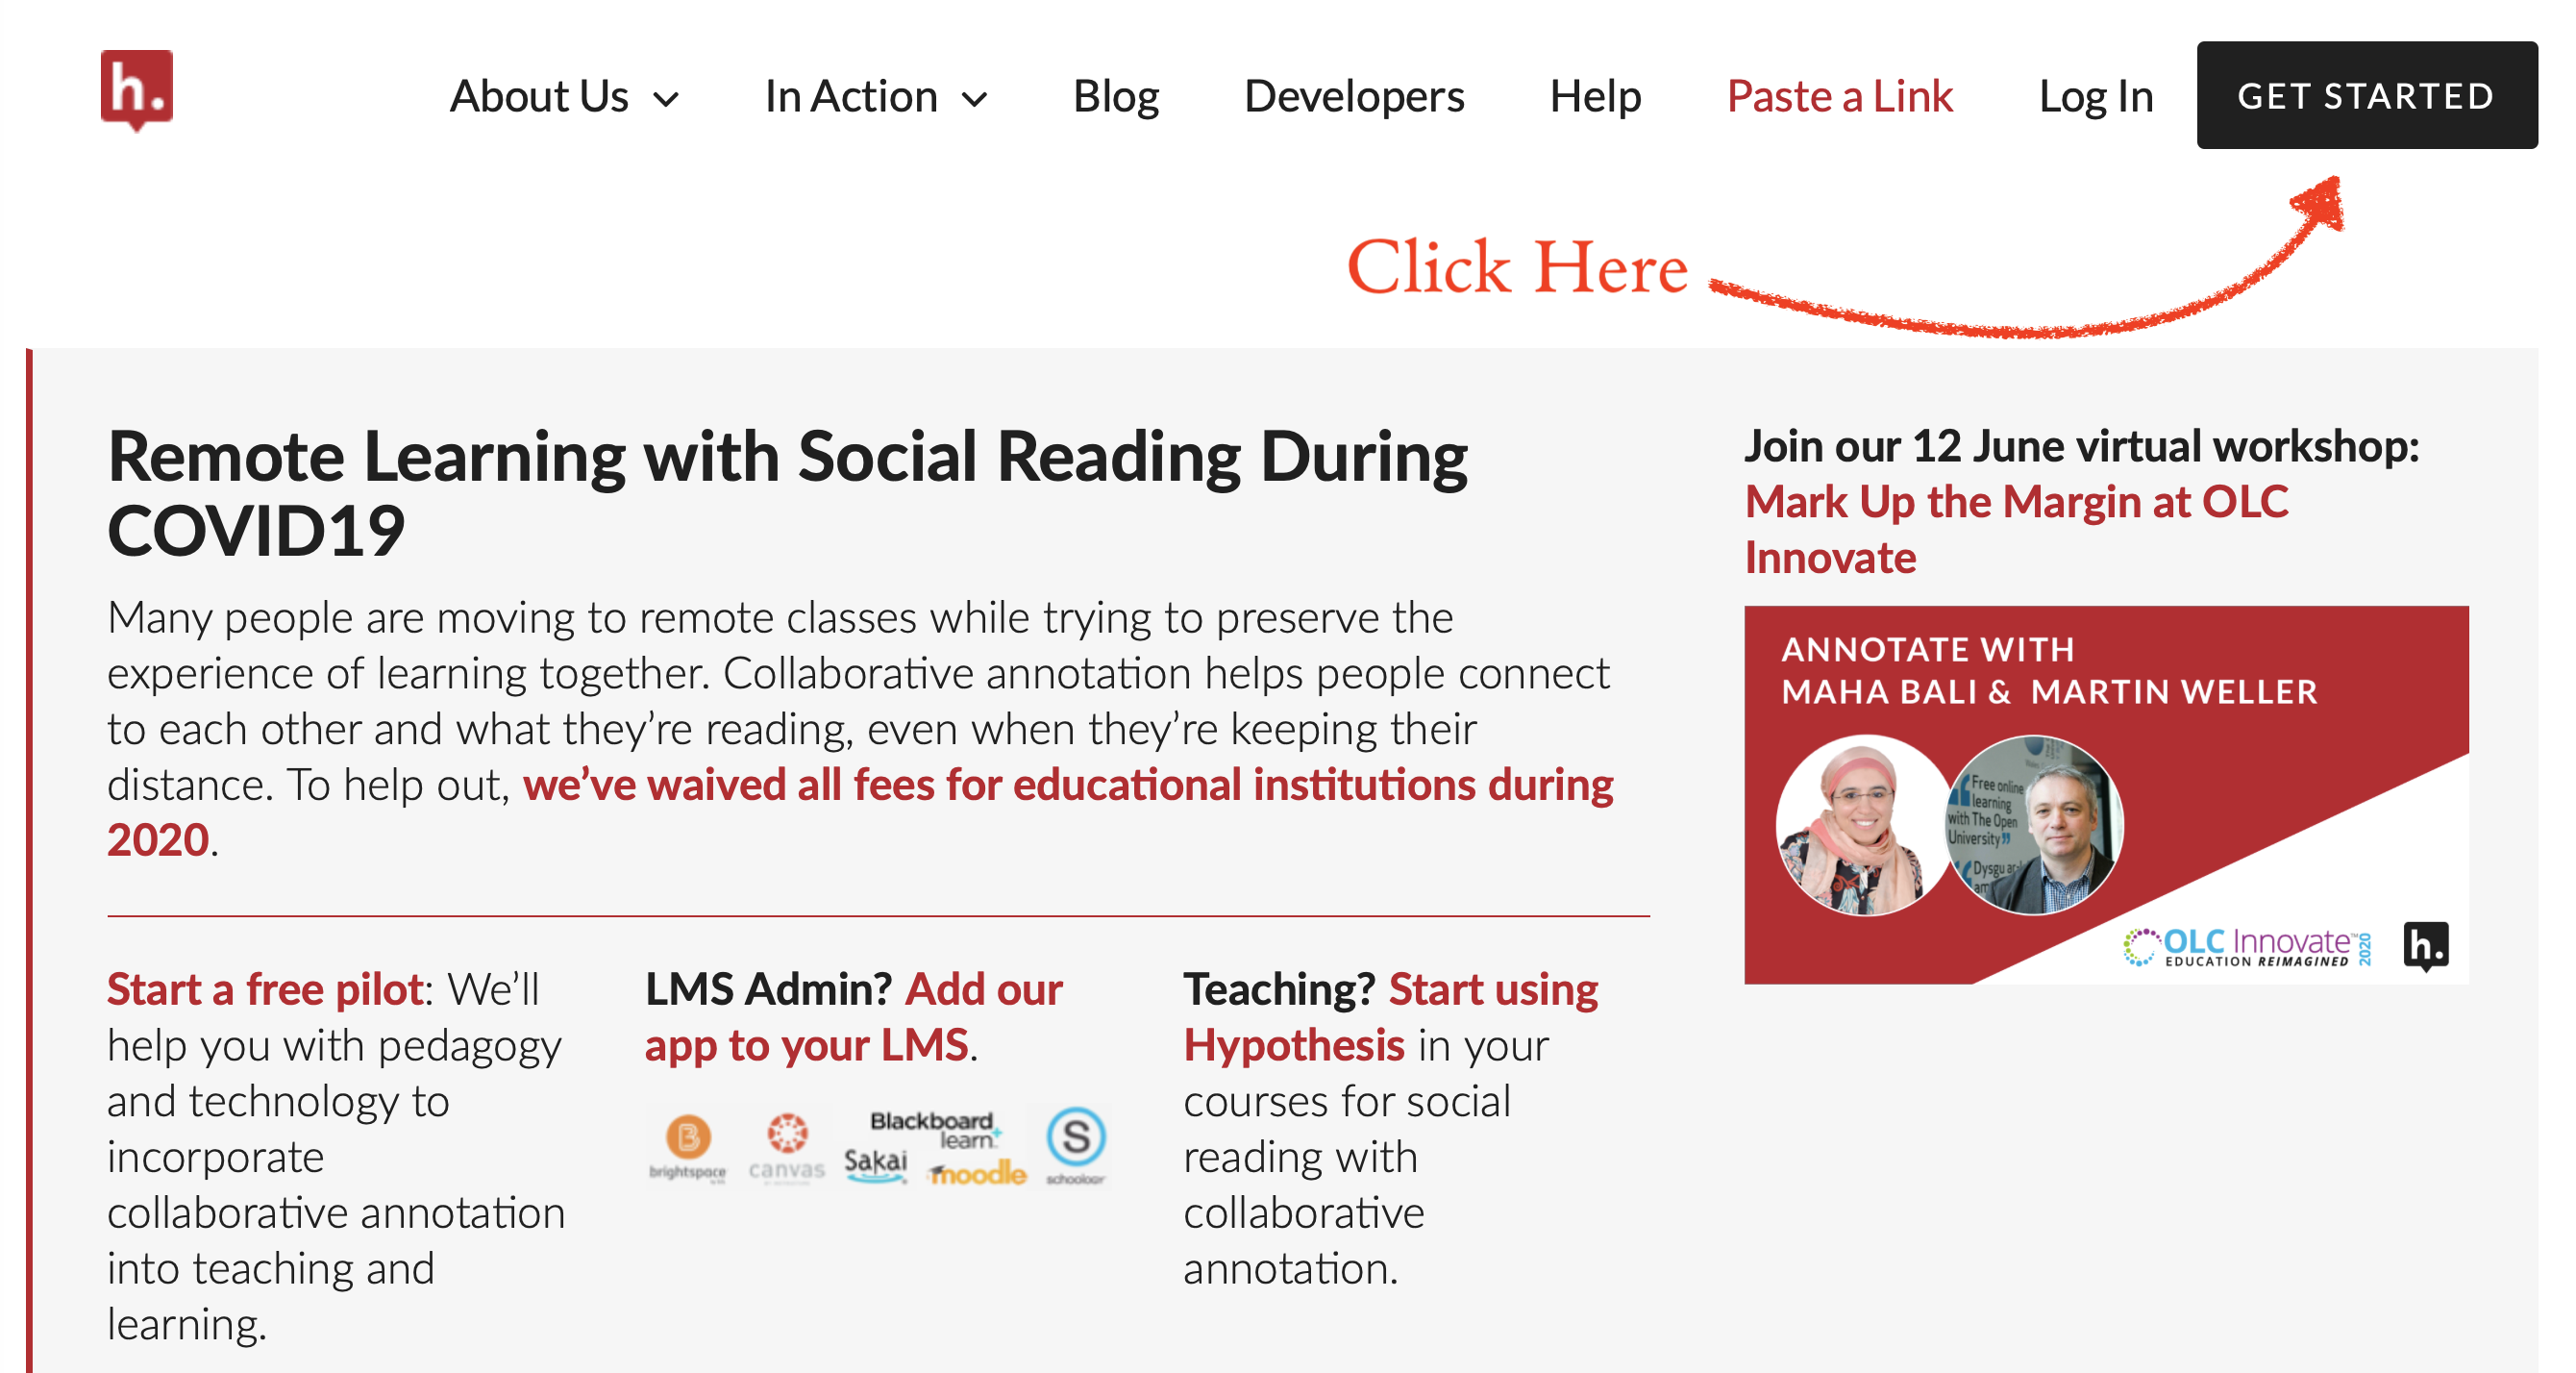 h.
About Us
In Action
Blog
Developers
Help
Paste a Link
Log In
GET STARTED
Click Here
Remote Learning with Social Reading During
COVID19
Many people are moving to remote classes while trying to preserve the
experience of learning together. Collaborative annotation helps people connect
to each other and what they’re reading, even when they’re keeping their
distance. To help out, we’ve waived all fees for educational institutions during
2020.
Start a free pilot: We’ll
help you with pedagogy
and technology to
incorporate
collaborative annotation
into teaching and
learning.
LMS Admin? Add our
app to your LMS.
brightspace
canvas
Blackboard
learn+
Sakai
moodle
S
schoology
Teaching? Start using
Hypothesis in your
courses for social
reading with
collaborative
annotation.
Join our 12 June virtual workshop:
Mark Up the Margin at OLC
Innovate
ANNOTATE WITH
MAHA BALI & MARTIN WELLER
Free online
learning
with The Open
University”
Dysgu ar
am
OLC Innovate™ 2020
EDUCATION REIMAGINED
h.